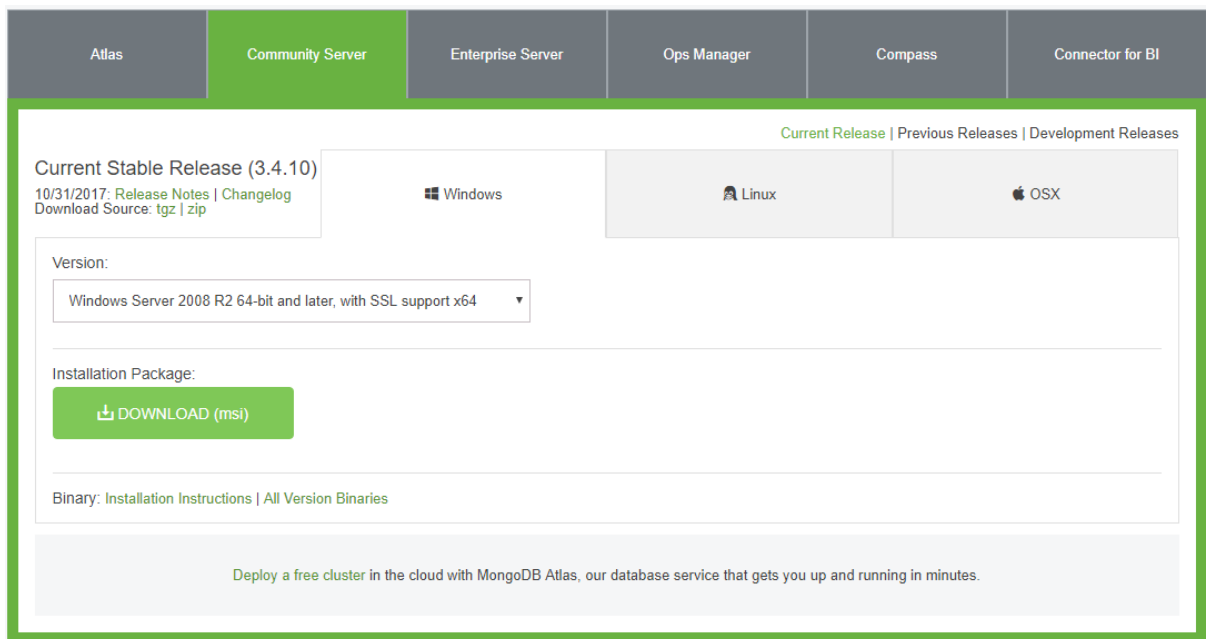 Atlas
Community Server
Enterprise Server
Ops Manager
Compass
Connector for BI
Current Release | Previous Releases | Development Releases
Current Stable Release (3.4.10)
10/31/2017: Release Notes | Changelog
Download Source: tgz | zip
Windows
Linux
OSX
Version:
Windows Server 2008 R2 64-bit and later, with SSL support x64
Installation Package:
DOWNLOAD (msi)
Binary: Installation Instructions | All Version Binaries
Deploy a free cluster in the cloud with MongoDB Atlas, our database service that gets you up and running in minutes.